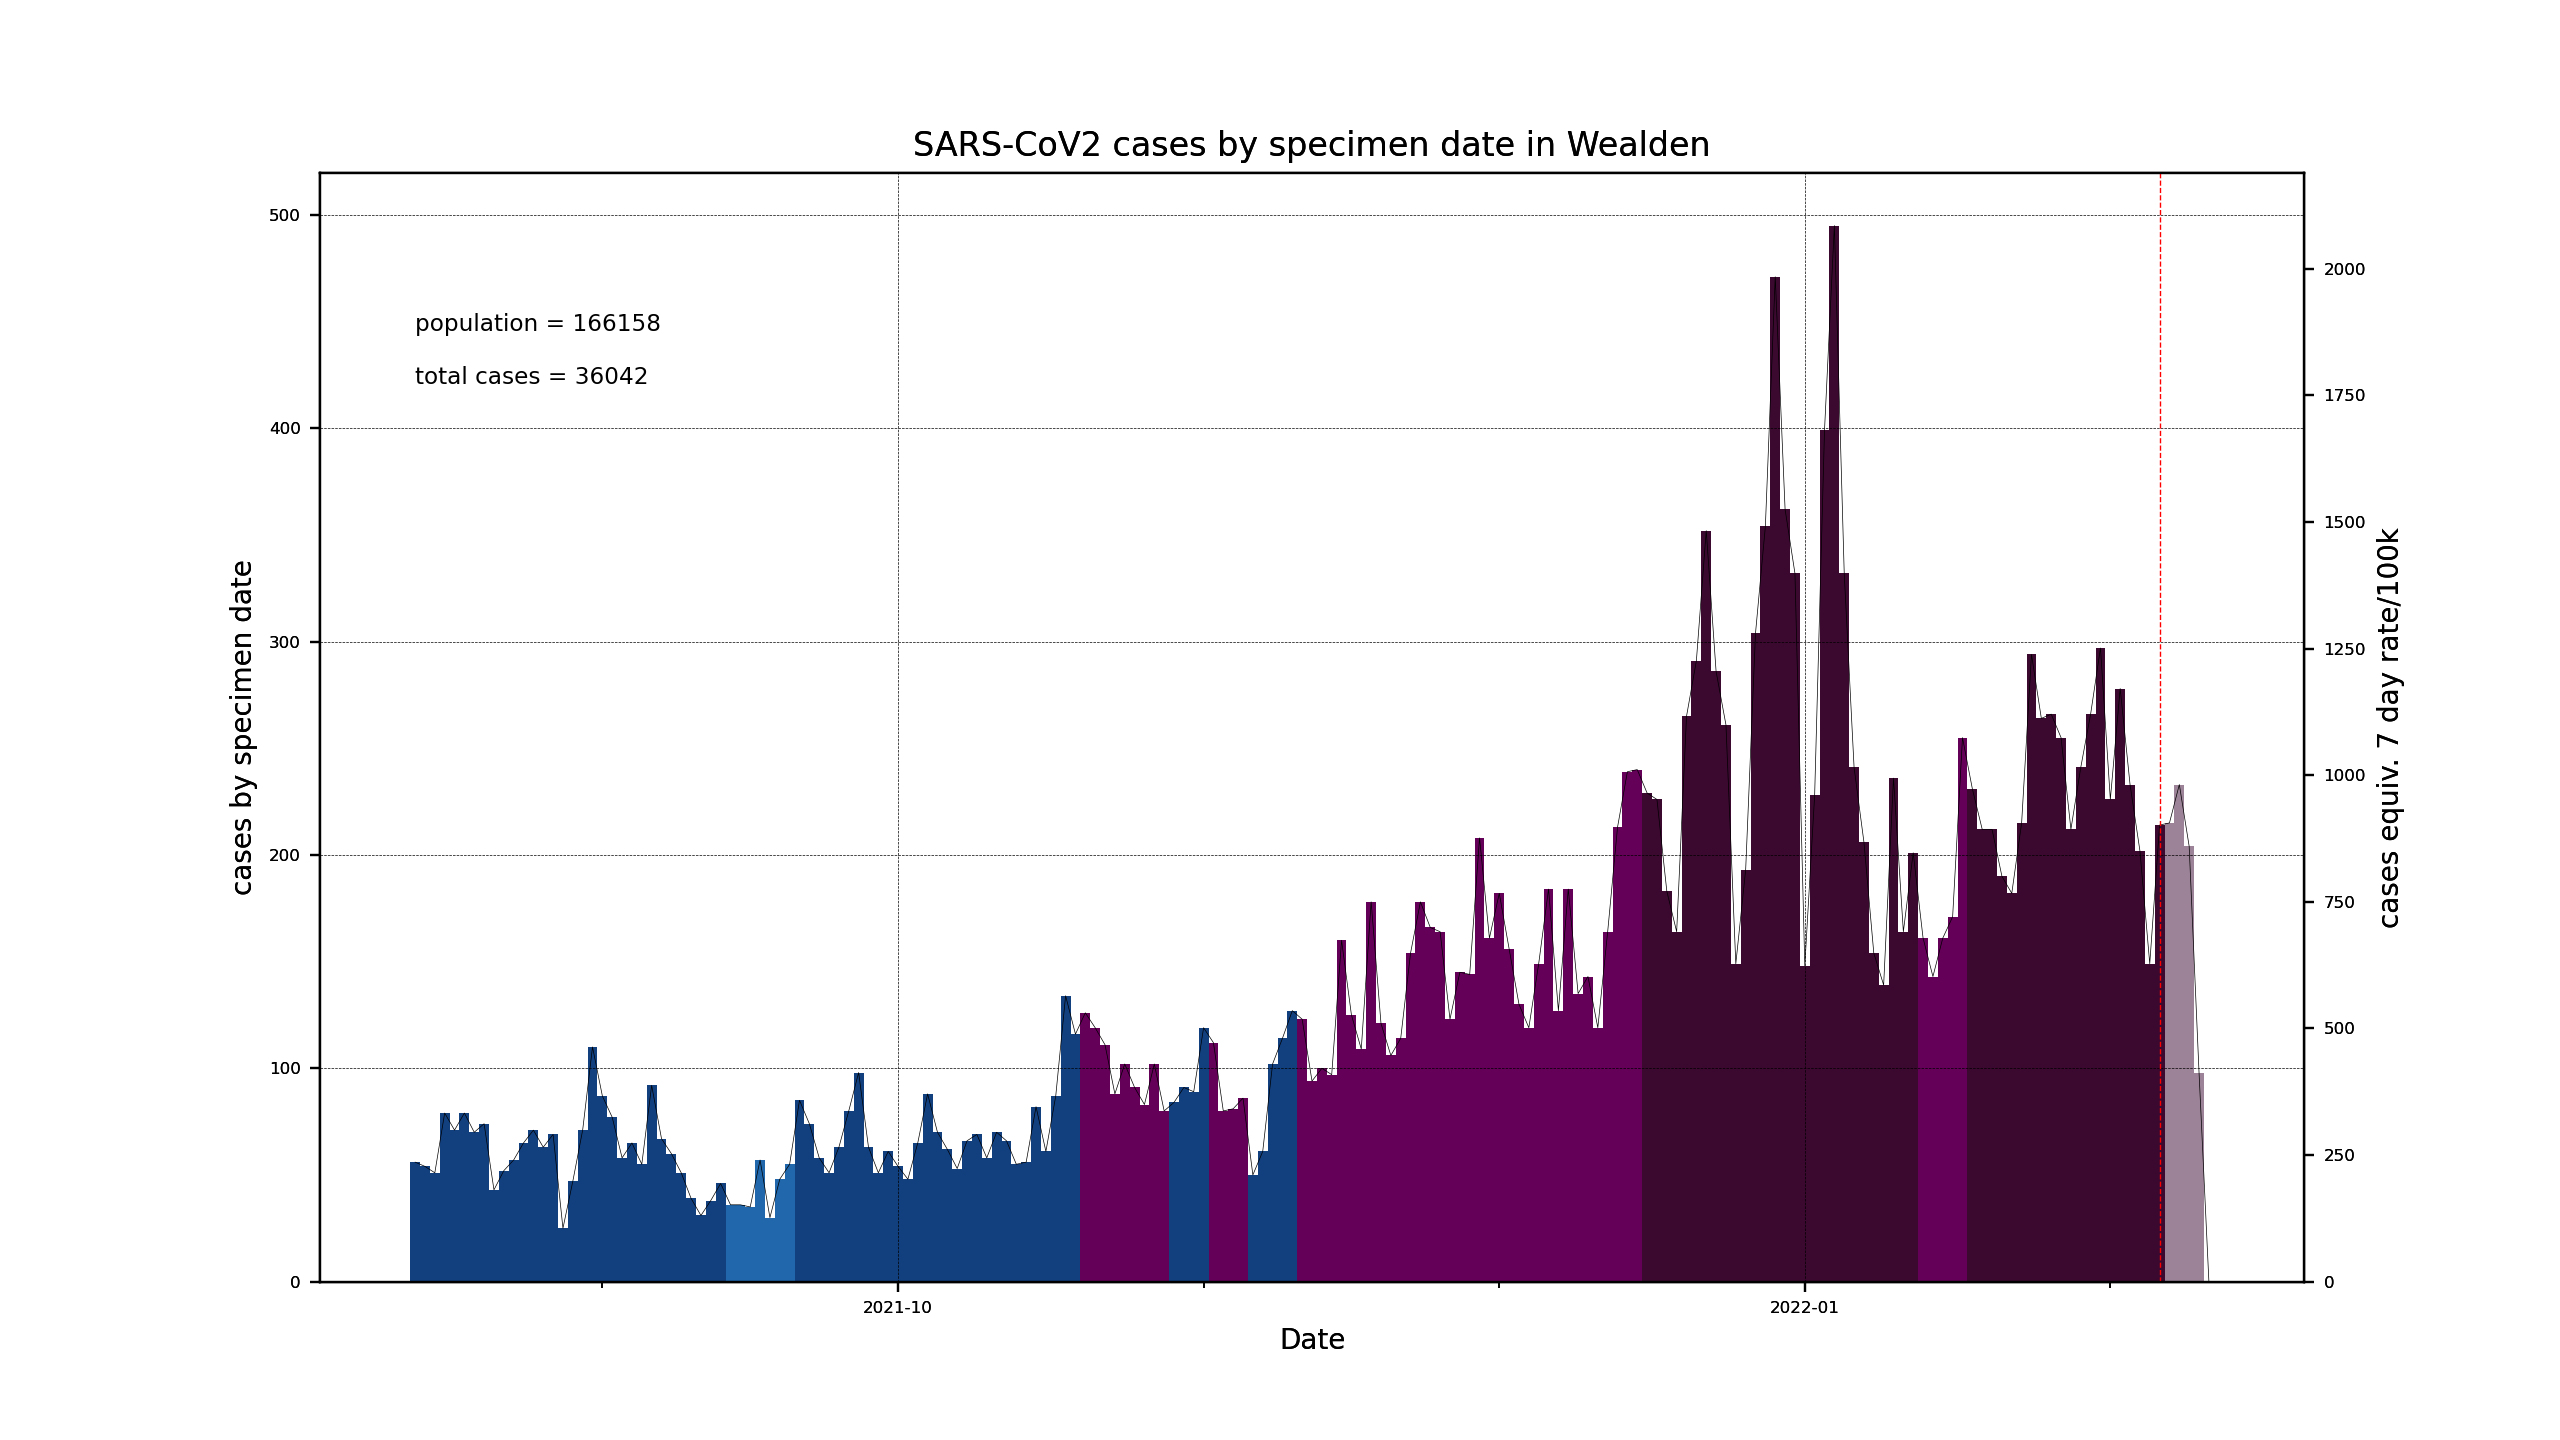 SARS-CoV2 cases by specimen date in Wealden
population = 166158
total cases = 36042
cases by specimen date
500
400
300
200
100
0
2000
1750
1500
1250
1000
750
500
250
0
cases equiv. 7 day rate/100k
2021-10
2022-01
Date